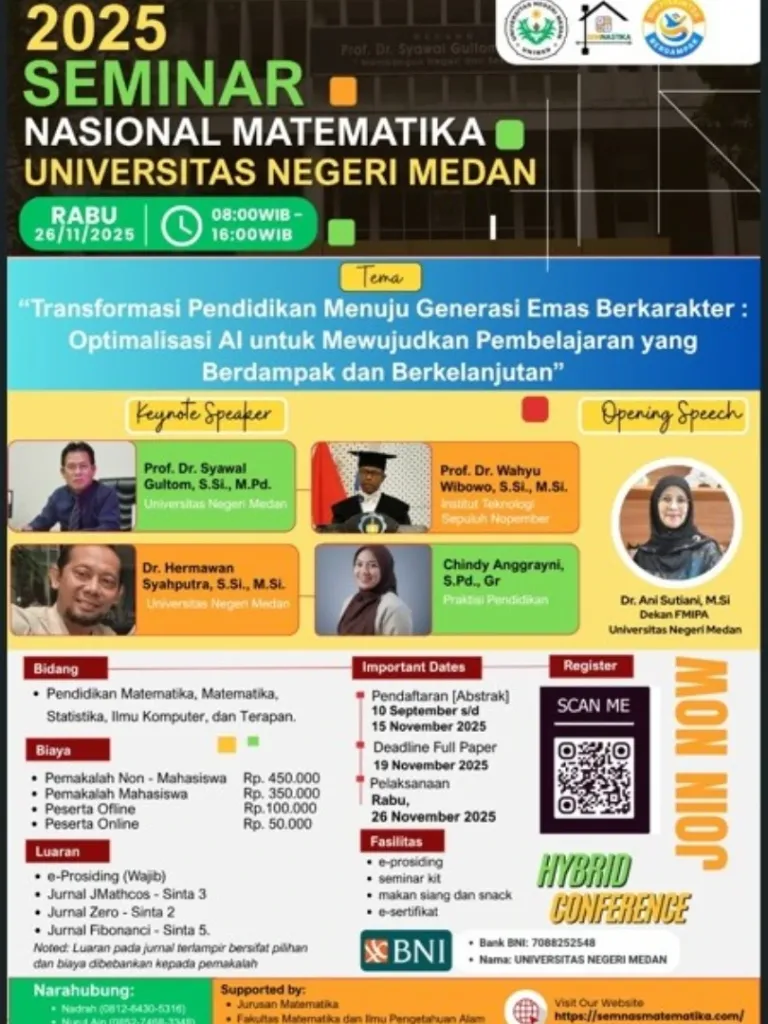 2025
SEMINAR
NASIONAL MATEMATIKA
UNIVERSITAS NEGERI MEDAN
RABU
26/11/2025
08:00WIB –
16:00WIB
Tema
“Transformasi Pendidikan Menuju Generasi Emas Berkarakter :
Optimalisasi AI untuk Mewujudkan Pembelajaran yang
Berdampak dan Berkelanjutan”
Keynote Speaker
Opening Speech
Prof. Dr. Syawal
Gultom, S.Si., M.Pd.
Universitas Negeri Medan
Prof. Dr. Wahyu
Wibowo, S.Si., M.Si.
Institut Teknologi
Sepuluh Nopember
Dr. Hermawan
Syahputra, S.Si., M.Si.
Universitas Negeri Medan
Chindy Anggrayni,
S.Pd., Gr
Praktisi Pendidikan
Dr. Ani Sutiani, M.Si
Dekan FMIPA
Universitas Negeri Medan
Bidang
• Pendidikan Matematika, Matematika,
Statistika, Ilmu Komputer, dan Terapan.
Biaya
• Pemakalah Non - Mahasiswa Rp. 450.000
• Pemakalah Mahasiswa Rp. 350.000
• Peserta Ofline Rp.100.000
• Peserta Online Rp. 50.000
Luaran
• e-Prosiding (Wajib)
• Jurnal JMathcos - Sinta 3
• Jurnal Zero - Sinta 2
• Jurnal Fibonanci - Sinta 5.
Noted: Luaran pada jurnal terlampir bersifat pilihan
dan biaya dibebankan kepada pemakalah
Important Dates
Pendaftaran [Abstrak]
10 September s/d
15 November 2025
Deadline Full Paper
19 November 2025
Pelaksanaan
Rabu,
26 November 2025
Fasilitas
• e-prosiding
• seminar kit
• makan siang dan snack
• e-sertifikat
Register
SCAN ME
JOIN NOW
HYBRID
CONFERENCE
BNI
• Bank BNI: 7088252548
• Nama: UNIVERSITAS NEGERI MEDAN
Narahubung:
• Nadrah (0812-6430-5316)
Supported by:
• Jurusan Matematika
• Fakultas Matematika dan Ilmu Pengetahuan Alam
Visit Our Website
https://semnasmatematika.com/